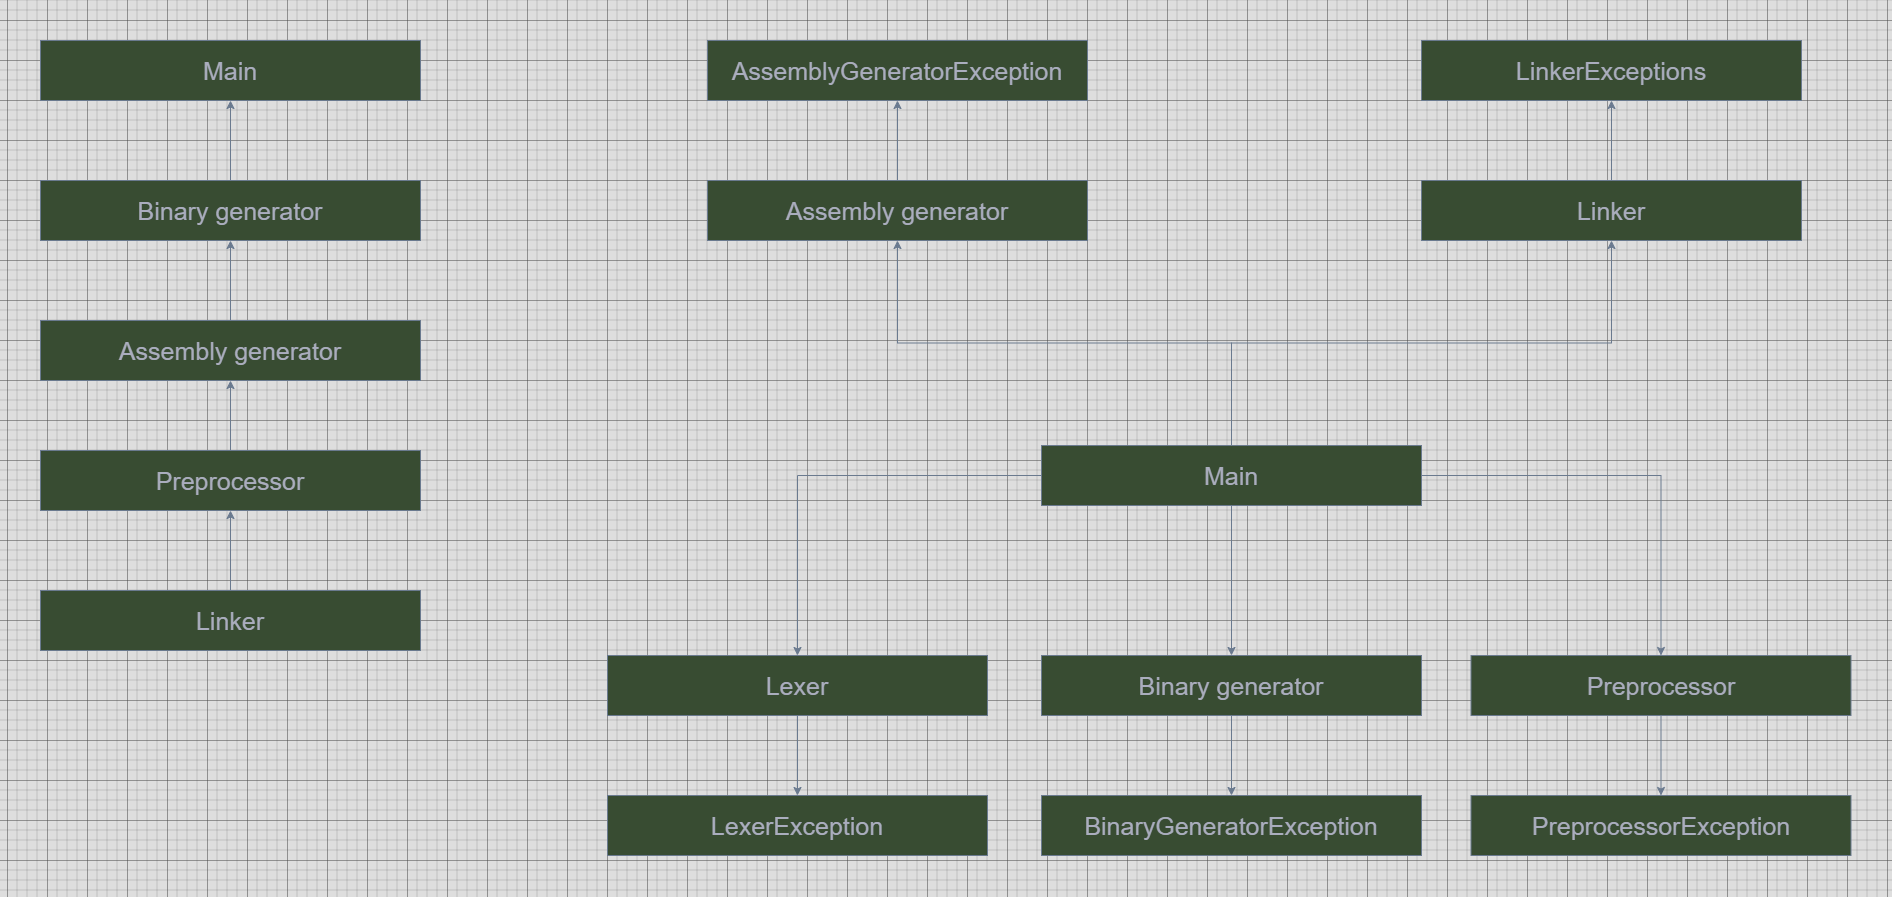 Main
Binary generator
Assembly generator
Preprocessor
Linker
AssemblyGeneratorException
LinkerExceptions
Assembly generator
Linker
Main
Lexer
Binary generator
Preprocessor
LexerException
BinaryGeneratorException
PreprocessorException